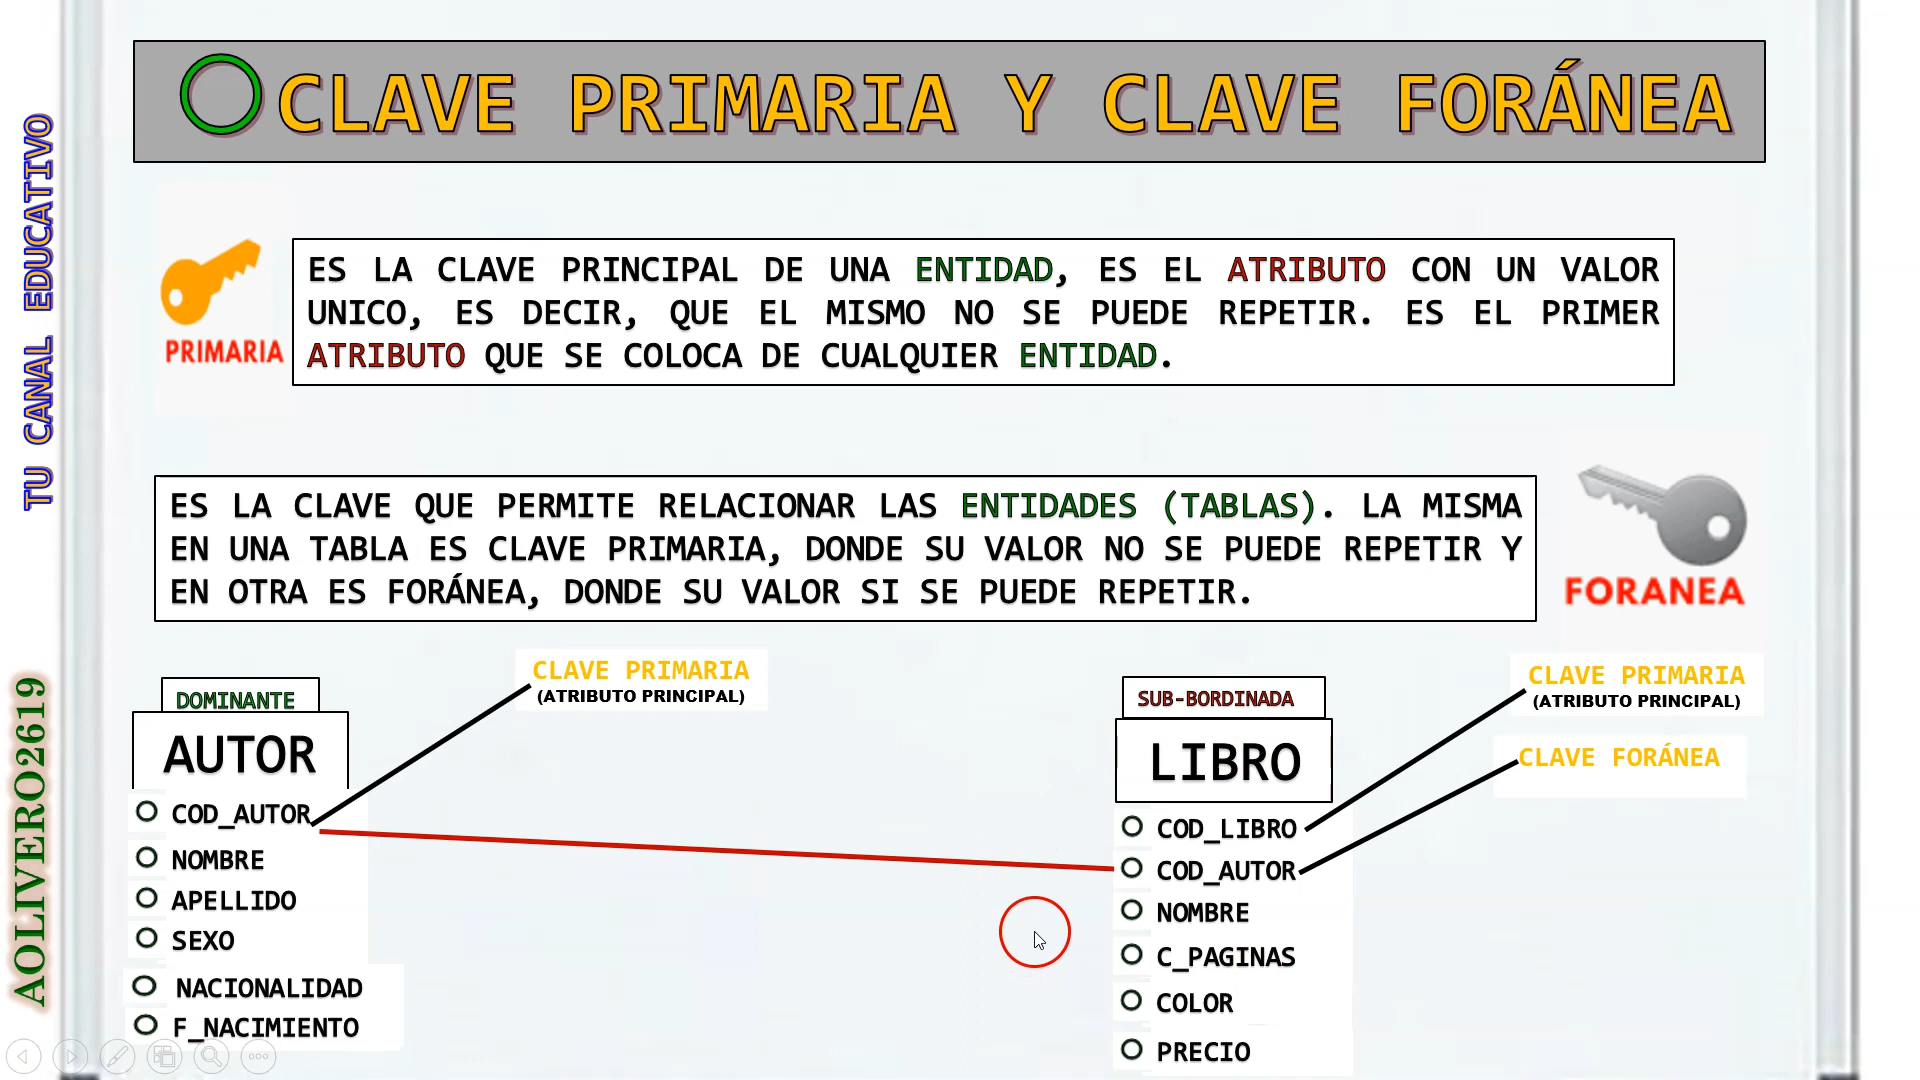 CLAVE PRIMARIA Y CLAVE FORÁNEA
TU CANAL EDUCATIVO
AOLIVERO2619
PRIMARIA
ES LA CLAVE PRINCIPAL DE UNA ENTIDAD, ES EL ATRIBUTO CON UN VALOR
UNICO, ES DECIR, QUE EL MISMO NO SE PUEDE REPETIR. ES EL PRIMER
ATRIBUTO QUE SE COLOCA DE CUALQUIER ENTIDAD.
ES LA CLAVE QUE PERMITE RELACIONAR LAS ENTIDADES (TABLAS). LA MISMA
EN UNA TABLA ES CLAVE PRIMARIA, DONDE SU VALOR NO SE PUEDE REPETIR Y
EN OTRA ES FORÁNEA, DONDE SU VALOR SI SE PUEDE REPETIR.
FORANEA
DOMINANTE
AUTOR
CLAVE PRIMARIA
(ATRIBUTO PRINCIPAL)
COD_AUTOR
NOMBRE
APELLIDO
SEXO
NACIONALIDAD
F_NACIMIENTO
SUB-BORDINADA
LIBRO
CLAVE PRIMARIA
(ATRIBUTO PRINCIPAL)
CLAVE FORÁNEA
COD_LIBRO
COD_AUTOR
NOMBRE
C_PAGINAS
COLOR
PRECIO